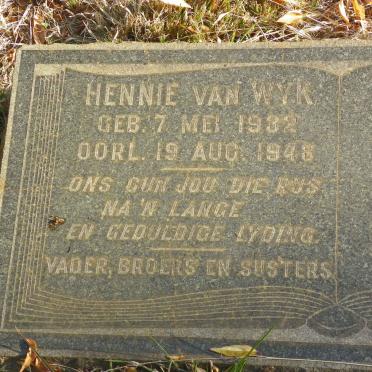 HENNIE VAN WYK
GEB. 7 MEI 1932
OORL. 19 AUG. 1948
ONS GUN JOU DIE RUS
NA 'N LANGE
EN GEDULDIGE LYDING.
VADER, BROERS EN SUSTERS.